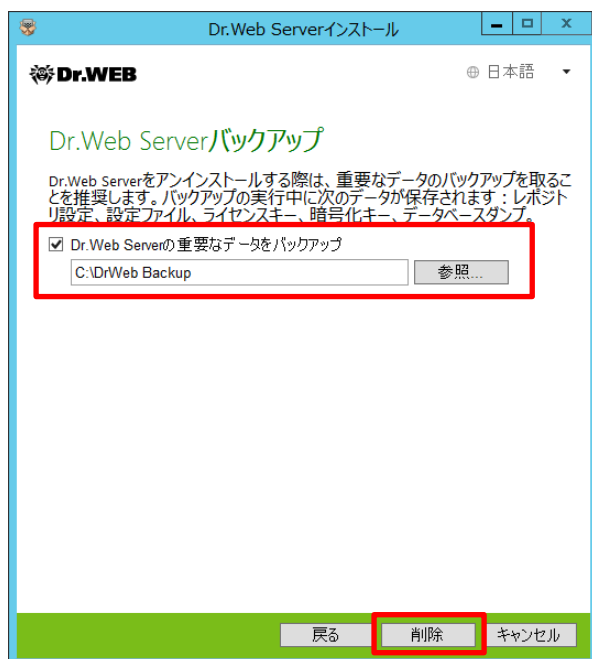 Dr.Web Serverインストール
Dr.WEB
日本語
Dr.Web Serverバックアップ
Dr.Web Serverをアンインストールする際は、重要なデータのバックアップを取るこ
とを推奨します。バックアップの実行中に次のデータが保存されます：レポジト
リ設定、設定ファイル、ライセンスキー、暗号化キー、データベースダンプ。
Dr.Web Serverの重要なデータをバックアップ
C:\DrWeb Backup
参照...
戻る
削除
キャンセル